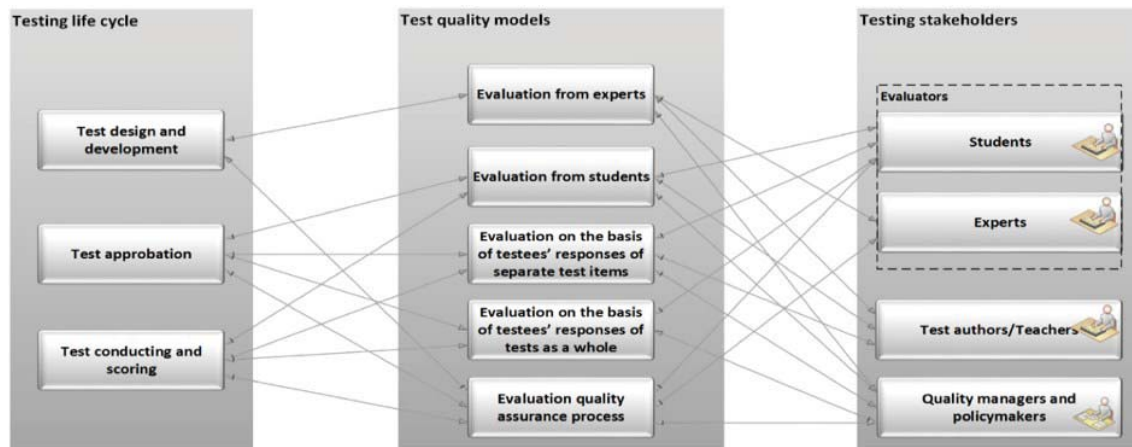 Testing life cycle
Test design and
development
Test approbation
Test conducting and
scoring
Test quality models
Evaluation from experts
Evaluation from students
Evaluation on the basis
of testees' responses of
separate test items
Evaluation on the basis
of testees' responses of
tests as a whole
Evaluation quality
assurance process
Testing stakeholders
Evaluators
Students
Experts
Test authors/Teachers
Quality managers and
policymakers